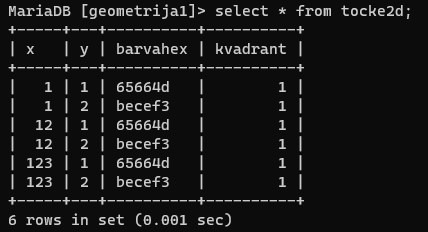 MariaDB [geometrija1]> select * from tocke2d;
+-----+---+----------+----------+
| x   | y | barvahex | kvadrant |
+-----+---+----------+----------+
|   1 | 1 | 65664d   |        1 |
|   1 | 2 | becef3   |        1 |
|  12 | 1 | 65664d   |        1 |
|  12 | 2 | becef3   |        1 |
| 123 | 1 | 65664d   |        1 |
| 123 | 2 | becef3   |        1 |
+-----+---+----------+----------+
6 rows in set (0.001 sec)